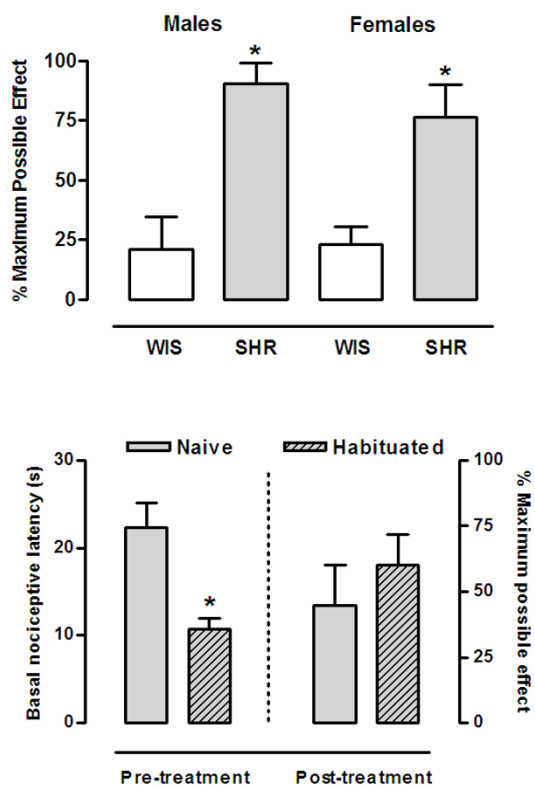 Males Females
% Maximum Possible Effect
100
75
50
25
0
*
*
WIS SHR WIS SHR
Naive Habituated
Basal nociceptive latency (s)
30
20
10
0
*
100
75
50
25
0
% Maximum possible effect
Pre-treatment Post-treatment